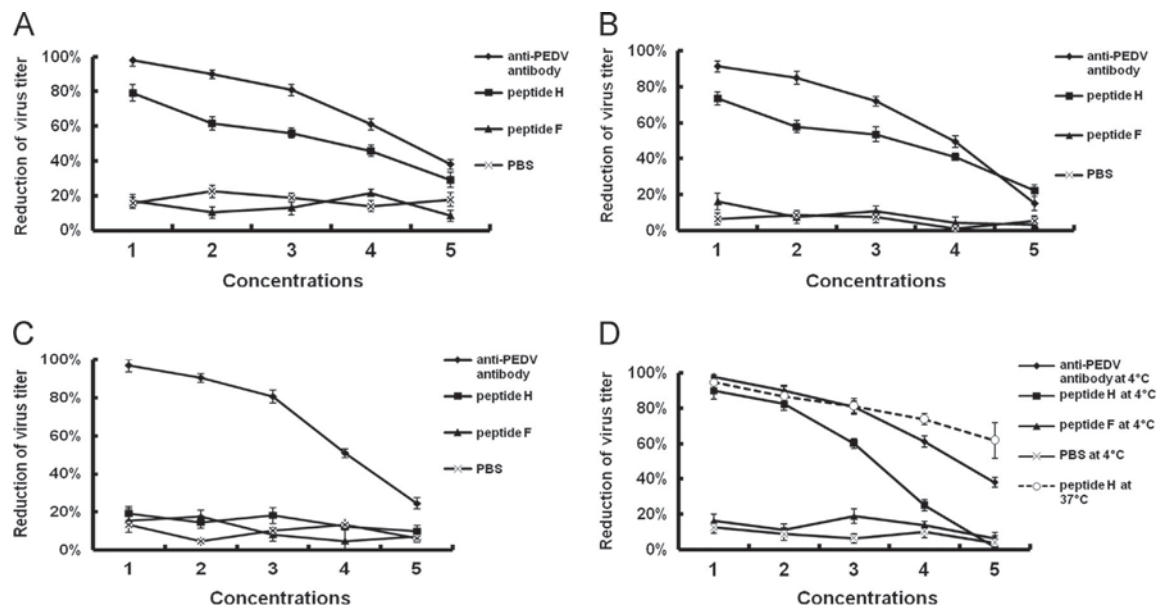 A
Reduction of virus titer
100%
80%
60%
40%
20%
0%
1 2 3 4 5
Concentrations
anti-PEDV
antibody
peptide H
peptide F
PBS
B
Reduction of virus titer
100%
80%
60%
40%
20%
0%
1 2 3 4 5
Concentrations
anti-PEDV
antibody
peptide H
peptide F
PBS
C
Reduction of virus titer
100%
80%
60%
40%
20%
0%
1 2 3 4 5
Concentrations
anti-PEDV
antibody
peptide H
peptide F
PBS
D
Reduction of virus titer
100%
80%
60%
40%
20%
0%
1 2 3 4 5
Concentrations
anti-PEDV
antibody at 4°C
peptide H at 4°C
peptide F at 4°C
PBS at 4°C
peptide H at
37°C